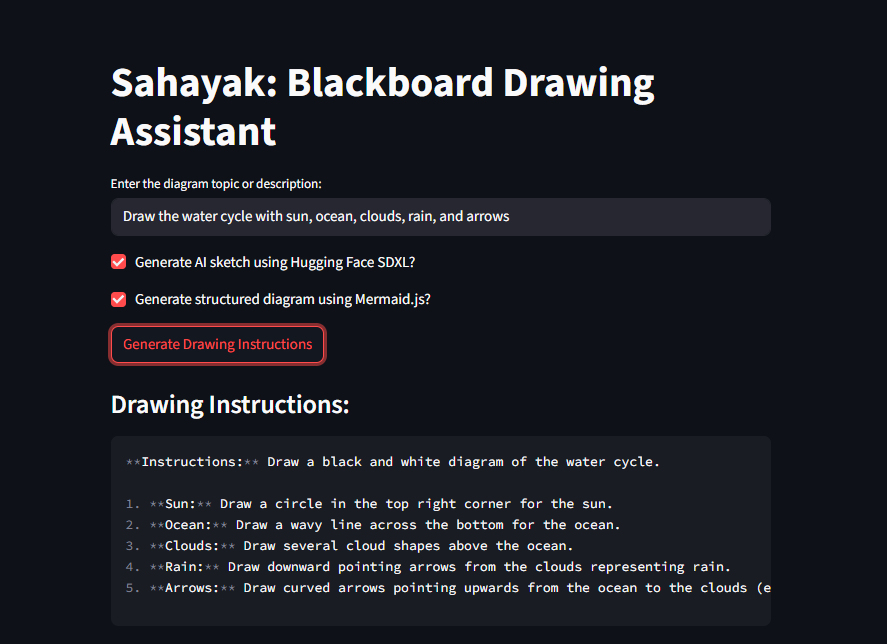 Sahayak: Blackboard Drawing
Assistant
Enter the diagram topic or description:
Draw the water cycle with sun, ocean, clouds, rain, and arrows
Generate AI sketch using Hugging Face SDXL?
Generate structured diagram using Mermaid.js?
Generate Drawing Instructions
Drawing Instructions:
**Instructions:** Draw a black and white diagram of the water cycle.
1. **Sun:** Draw a circle in the top right corner for the sun.
2. **Ocean:** Draw a wavy line across the bottom for the ocean.
3. **Clouds:** Draw several cloud shapes above the ocean.
4. **Rain:** Draw downward pointing arrows from the clouds representing rain.
5. **Arrows:** Draw curved arrows pointing upwards from the ocean to the clouds (e